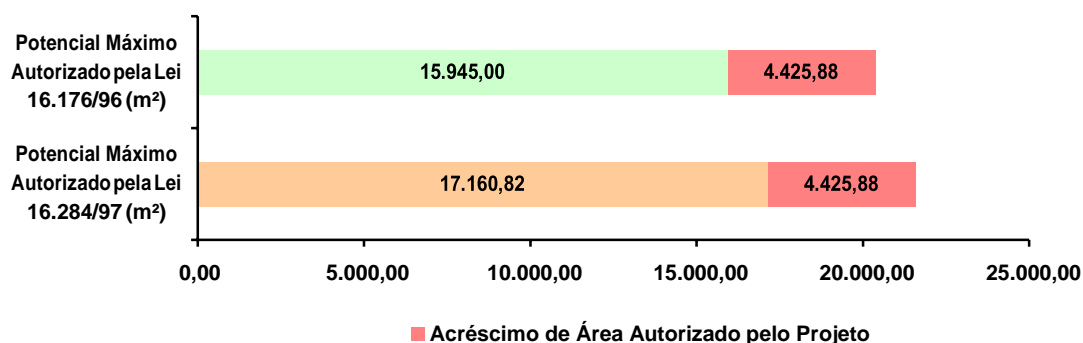 Potencial Máximo
Autorizado pela Lei
16.176/96 (m²)
15.945,00
4.425,88
Potencial Máximo
Autorizado pela Lei
16.284/97 (m²)
17.160,82
4.425,88
0,00
5.000,00
10.000,00
15.000,00
20.000,00
25.000,00
Acréscimo de Área Autorizado pelo Projeto